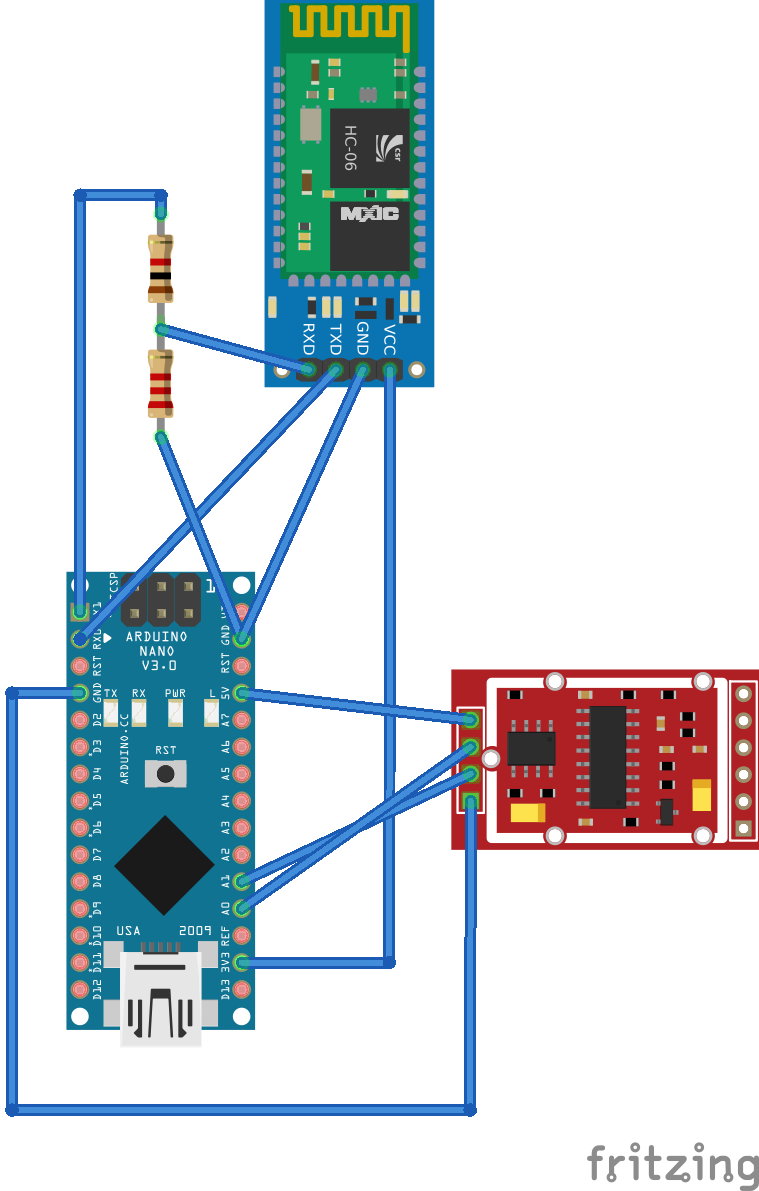 HC-06
csr
MXIC
RXD
TXD
GND
VCC
ICSP
1
TX1
RX0
RST
GND
D2
D3
D4
D5
D6
D7
D8
D9
D10
D11
D12
ARDUINO
NANO
V3.0
TX
RX
PWR
L
ARDUINO.CC
RST
USA
2009
GND
RST
5V
A7
A6
A5
A4
A3
A2
A1
A0
REF
3V3
D13
fritzing